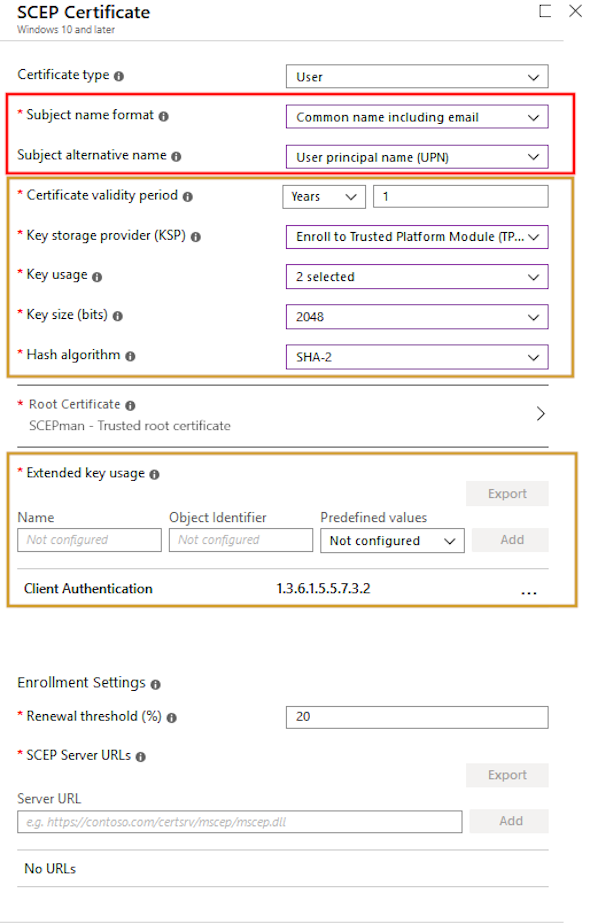 SCEP Certificate
Windows 10 and later
Certificate type
User
* Subject name format
Common name including email
Subject alternative name
User principal name (UPN)
* Certificate validity period
Years
1
* Key storage provider (KSP)
Enroll to Trusted Platform Module (TP...
* Key usage
2 selected
* Key size (bits)
2048
* Hash algorithm
SHA-2
* Root Certificate
SCEPman - Trusted root certificate
* Extended key usage
Export
Name Object Identifier Predefined values
Not configured Not configured Not configured Add
Client Authentication 1.3.6.1.5.5.7.3.2 ...
Enrollment Settings
* Renewal threshold (%)
20
* SCEP Server URLs
Export
Server URL
e.g. https://contoso.com/certsrv/mscep/mscep.dll Add
No URLs